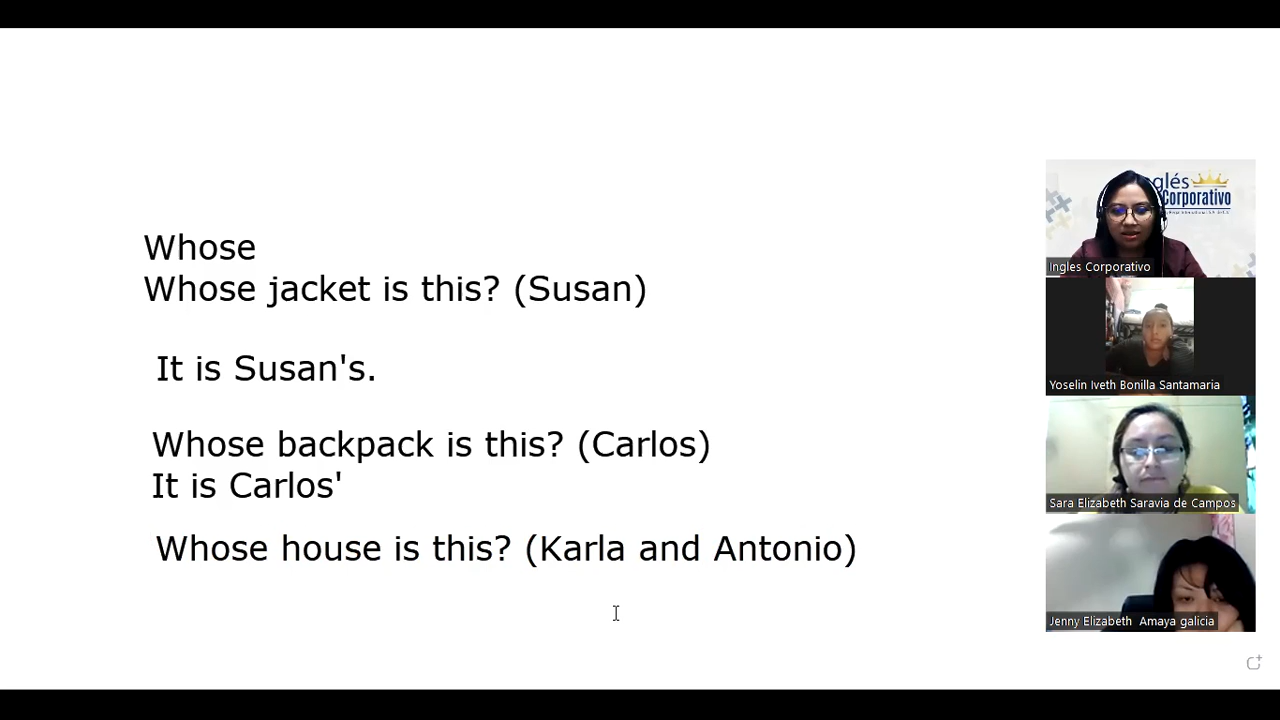 Whose
Whose jacket is this? (Susan)
It is Susan's.
Whose backpack is this? (Carlos)
It is Carlos'
Whose house is this? (Karla and Antonio)
glés
Corporativo
Ingles Corporativo
Yoselin Iveth Bonilla Santamaria
Sara Elizabeth Saravia de Campos
Jenny Elizabeth Amaya galicia